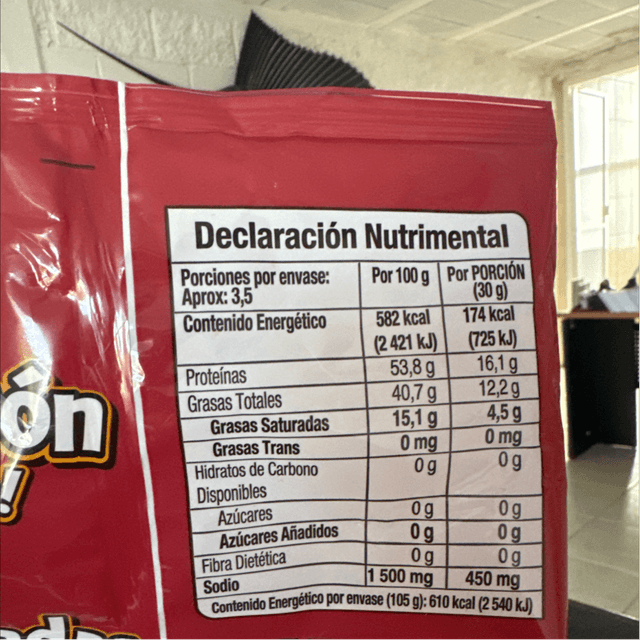 Declaración Nutrimental
Porciones por envase:
Aprox: 3,5
Por 100 g
Por PORCIÓN
(30 g)
Contenido Energético
582 kcal
(2 421 kJ)
174 kcal
(725 kJ)
Proteínas 53,8 g 16,1 g
Grasas Totales 40,7 g 12,2 g
Grasas Saturadas 15,1 g 4,5 g
Grasas Trans 0 mg 0 mg
Hidratos de Carbono 0 g 0 g
Disponibles
Azúcares 0 g 0 g
Azúcares Añadidos 0 g 0 g
Fibra Dietética 0 g 0 g
Sodio 1 500 mg 450 mg
Contenido Energético por envase (105 g): 610 kcal (2 540 kJ)
ón
!